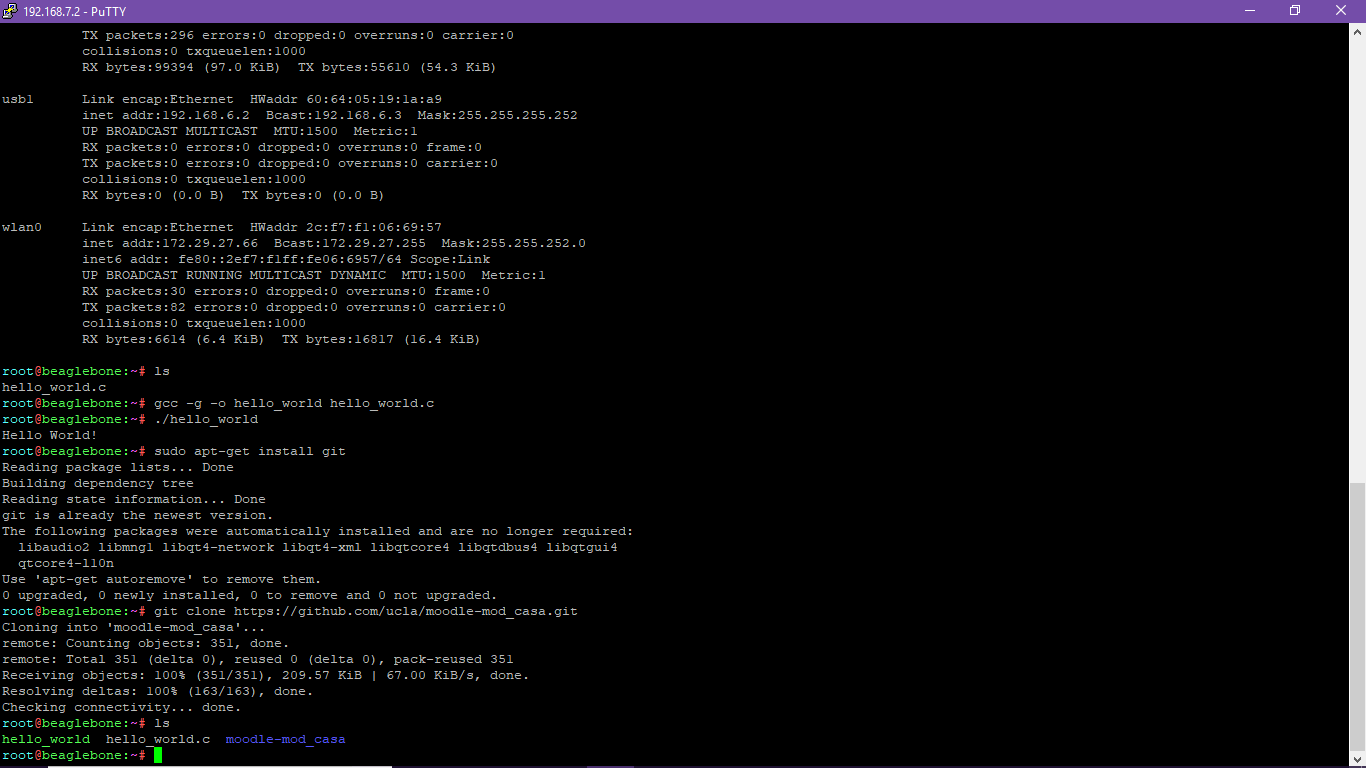 192.168.7.2 - PuTTY
TX packets:296 errors:0 dropped:0 overruns:0 carrier:0
collisions:0 txqueuelen:1000
RX bytes:99394 (97.0 KiB)  TX bytes:55610 (54.3 KiB)
usb1      Link encap:Ethernet  HWaddr 60:64:05:19:1a:a9
inet addr:192.168.6.2  Bcast:192.168.6.3  Mask:255.255.255.252
UP BROADCAST MULTICAST  MTU:1500  Metric:1
RX packets:0 errors:0 dropped:0 overruns:0 frame:0
TX packets:0 errors:0 dropped:0 overruns:0 carrier:0
collisions:0 txqueuelen:1000
RX bytes:0 (0.0 B)  TX bytes:0 (0.0 B)
wlan0     Link encap:Ethernet  HWaddr 2c:f7:f1:06:69:57
inet addr:172.29.27.66  Bcast:172.29.27.255  Mask:255.255.252.0
inet6 addr: fe80::2ef7:f1ff:fe06:6957/64 Scope:Link
UP BROADCAST RUNNING MULTICAST DYNAMIC  MTU:1500  Metric:1
RX packets:30 errors:0 dropped:0 overruns:0 frame:0
TX packets:82 errors:0 dropped:0 overruns:0 carrier:0
collisions:0 txqueuelen:1000
RX bytes:6614 (6.4 KiB)  TX bytes:16817 (16.4 KiB)
root@beaglebone:~# ls
hello_world.c
root@beaglebone:~# gcc -g -o hello_world hello_world.c
root@beaglebone:~# ./hello_world
Hello World!
root@beaglebone:~# sudo apt-get install git
Reading package lists... Done
Building dependency tree
Reading state information... Done
git is already the newest version.
The following packages were automatically installed and are no longer required:
libaudio2 libmng1 libqt4-network libqt4-xml libqtcore4 libqtdbus4 libqtgui4
qtcore4-l10n
Use 'apt-get autoremove' to remove them.
0 upgraded, 0 newly installed, 0 to remove and 0 not upgraded.
root@beaglebone:~# git clone https://github.com/ucla/moodle-mod_casa.git
Cloning into 'moodle-mod_casa'...
remote: Counting objects: 351, done.
remote: Total 351 (delta 0), reused 0 (delta 0), pack-reused 351
Receiving objects: 100% (351/351), 209.57 KiB | 67.00 KiB/s, done.
Resolving deltas: 100% (163/163), done.
Checking connectivity... done.
root@beaglebone:~# ls
hello_world  hello_world.c  moodle-mod_casa
root@beaglebone:~#